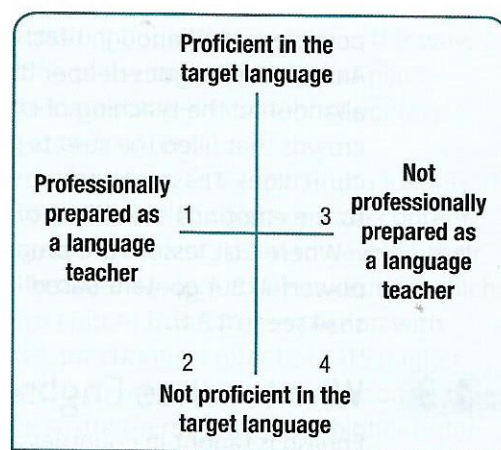 Proficient in the
target language
Professionally
prepared as
a language
teacher
1
3
Not
professionally
prepared as
a language
teacher
2
4
Not proficient in the
target language